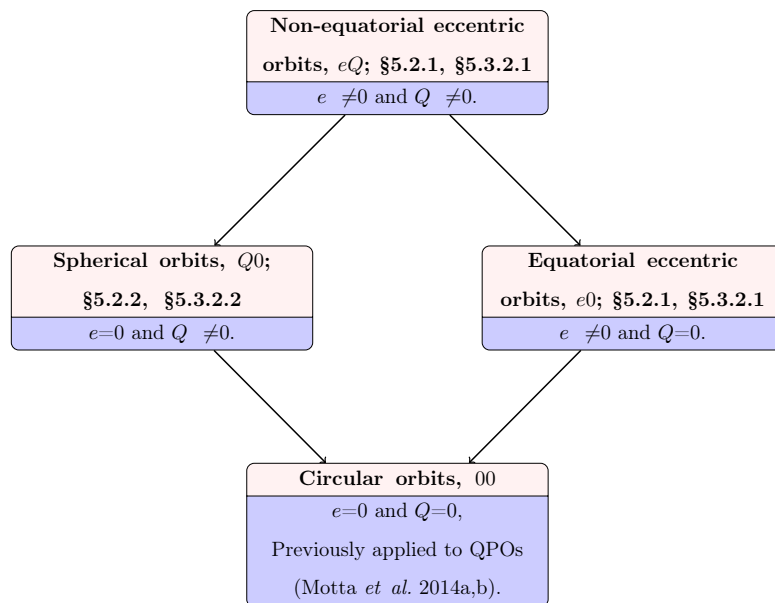 Non-equatorial eccentric
orbits, eQ; §5.2.1, §5.3.2.1
e ≠0 and Q ≠0.
Spherical orbits, Q0;
§5.2.2, §5.3.2.2
e=0 and Q ≠0.
Equatorial eccentric
orbits, e0; §5.2.1, §5.3.2.1
e ≠0 and Q=0.
Circular orbits, 00
e=0 and Q=0,
Previously applied to QPOs
(Motta et al. 2014a,b).